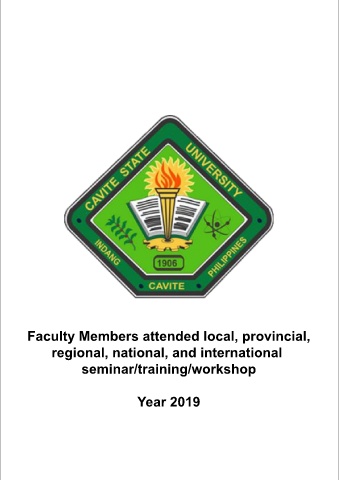 CAVITE STATE UNIVERSITY
INDANG
1906
PHILIPPINES
CAVITE
Faculty Members attended local, provincial,
regional, national, and international
seminar/training/workshop
Year 2019